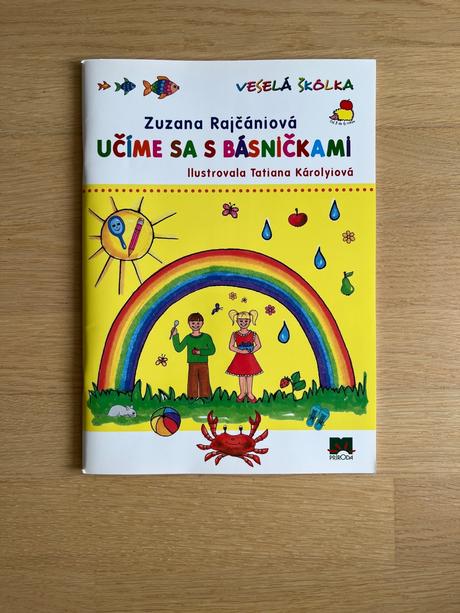 VESELÁ ŠKÔLKA
Zuzana Rajčániová
UČÍME SA S BÁSNIČKAMI
Ilustrovala Tatiana Károlyiová
PRÍRODA